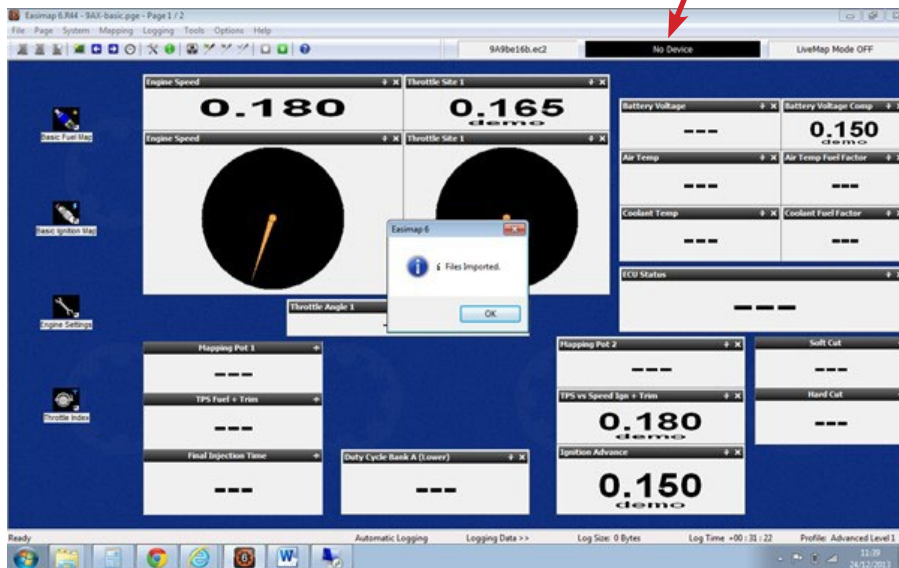 Easimap 6.R44 - 9AX-basic.pge - Page 1 / 2
File Page System Mapping Logging Tools Options Help
9A9be16b.ec2 No Device LiveMap Mode OFF
Engine Speed
0.180
Throttle Site 1
0.165
demo
Battery Voltage
---
Battery Voltage Comp
0.150
demo
Basic Fuel Map
Engine Speed
Throttle Site 1
Air Temp
---
Air Temp Fuel Factor
---
Basic Ignition Map
Coolant Temp
---
Coolant Fuel Factor
---
Easimap 6
6 Files Imported.
OK
ECU Status
---
Engine Settings
Throttle Angle 1
Mapping Pot 1
---
Mapping Pot 2
---
Soft Cut
---
Throttle Index
TPS Fuel + Trim
---
TPS vs Speed Ign + Trim
0.180
demo
Hard Cut
---
Final Injection Time
---
Duty Cycle Bank A (Lower)
---
Ignition Advance
0.150
demo
Ready Automatic Logging Logging Data >> Log Size: 0 Bytes Log Time +00 : 31 : 22 Profile: Advanced Level 1
11:39
24/12/2013